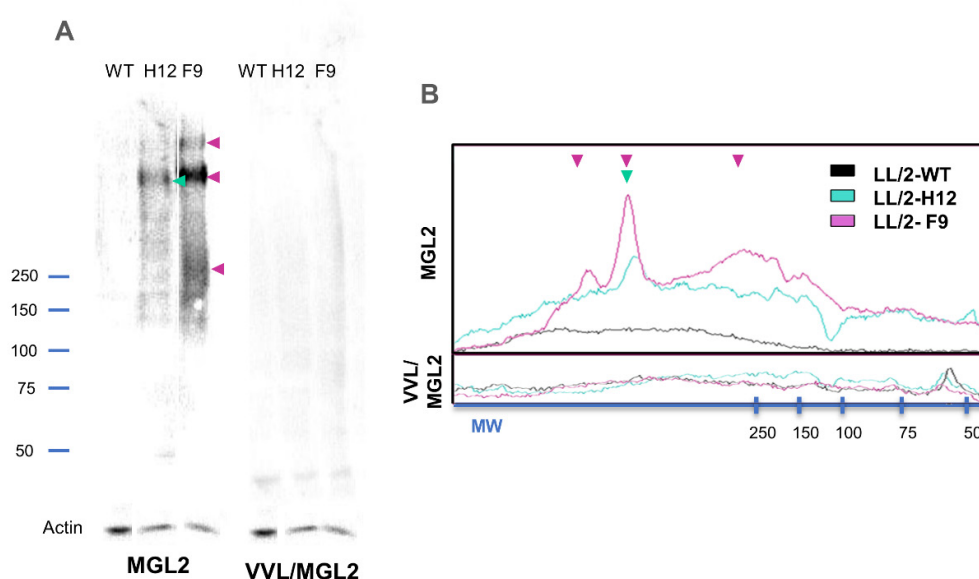 A
WT H12 F9
WT H12 F9
250
150
100
75
50
Actin
MGL2
VVL/MGL2
B
MGL2
LL/2-WT
LL/2-H12
LL/2- F9
VVL/
MGL2
MW
250 150 100 75 50